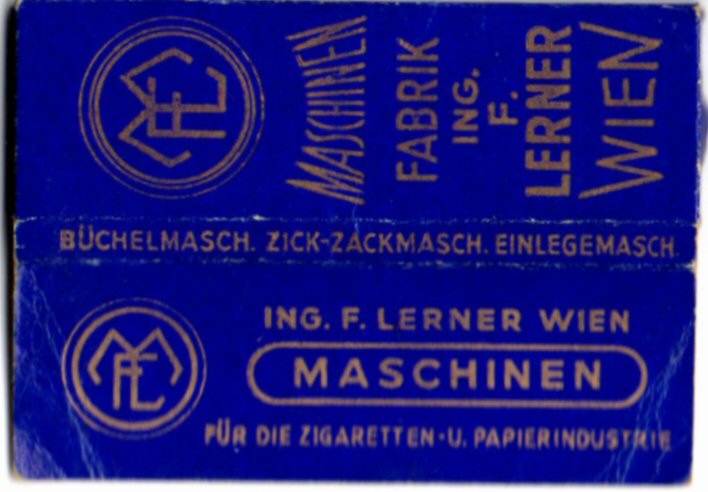 MASCHINEN
FABRIK
ING.
F.
LERNER
WIEN
BÜCHELMASCH. ZICK-ZACKMASCH. EINLEGEMASCH.
ING. F. LERNER WIEN
MASCHINEN
FÜR DIE ZIGARETTEN-U. PAPIERINDUSTRIE